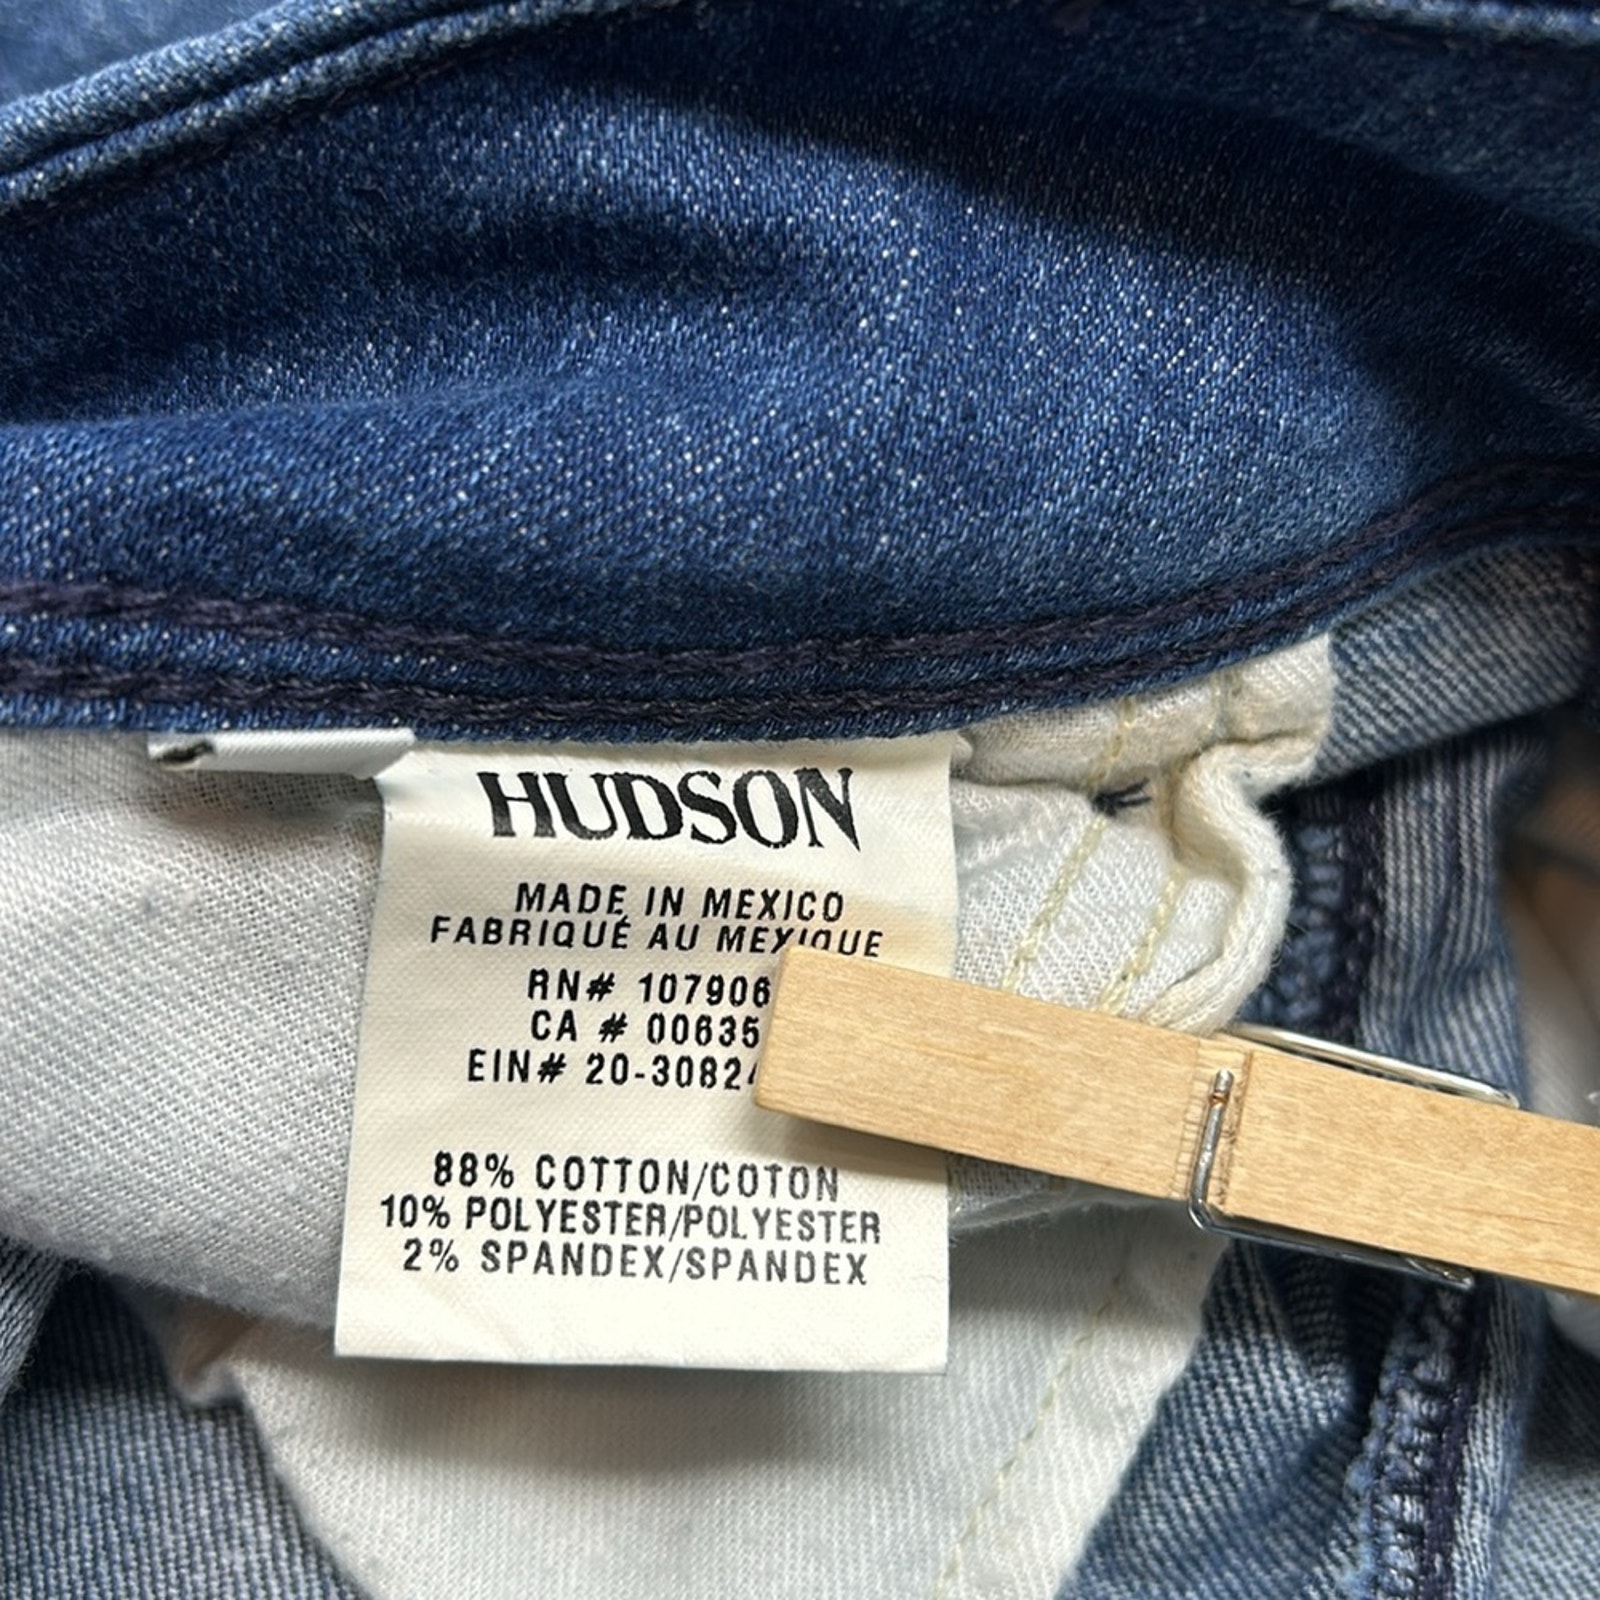 HUDSON
MADE IN MEXICO
FABRIQUÉ AU MEXIQUE
RN# 107906
CA # 00635
EIN# 20-3082
88% COTTON/COTON
10% POLYESTER/POLYESTER
2% SPANDEX/SPANDEX